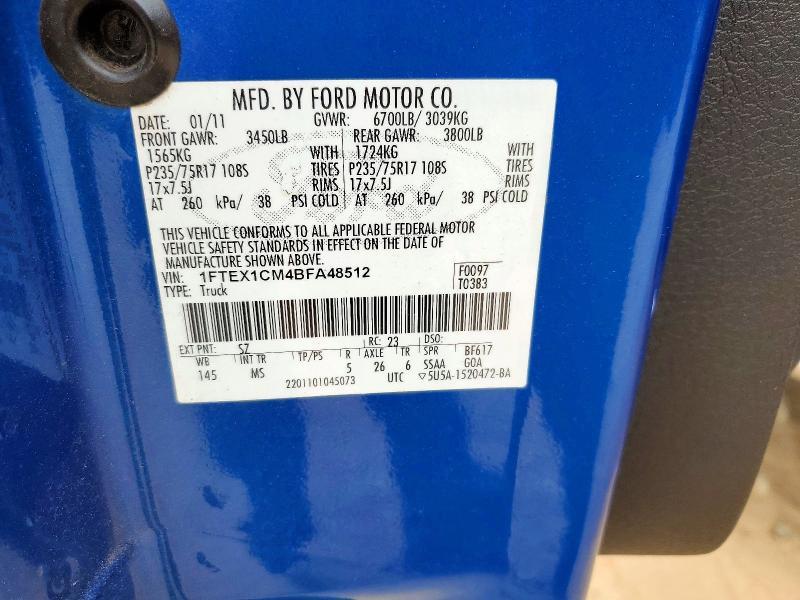 MFD. BY FORD MOTOR CO.
DATE: 01/11 GVWR: 6700LB/ 3039KG
FRONT GAWR: 3450LB REAR GAWR: 3800LB
1565KG WITH 1724KG WITH
P235/75R17 108S TIRES P235/75R17 108S TIRES
17x7.5J RIMS 17x7.5J RIMS
AT 260 kPa/ 38 PSI COLD AT 260 kPa/ 38 PSI COLD
THIS VEHICLE CONFORMS TO ALL APPLICABLE FEDERAL MOTOR
VEHICLE SAFETY STANDARDS IN EFFECT ON THE DATE OF
MANUFACTURE SHOWN ABOVE.
VIN: 1FTEX1CM4BFA48512 F0097
TYPE: Truck T0383
EXT PNT: SZ RC: 23 DSO:
WB INT TR TP/PS R AXLE TR SPR BF617
145 MS 5 26 6 SSAA GOA
2201101045073 UTC ▽5U5A-1520472-BA